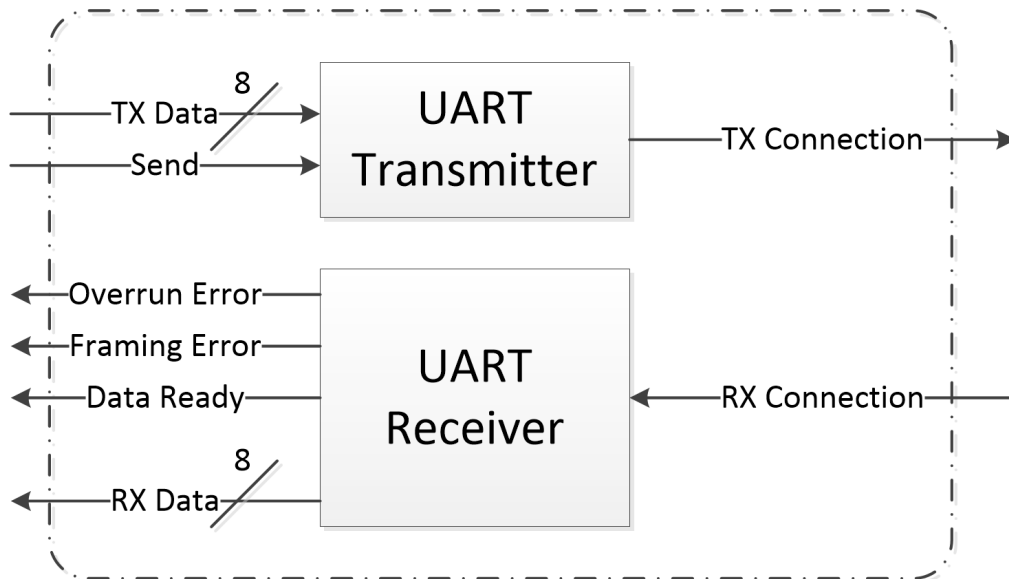 8
TX Data
Send
UART
Transmitter
TX Connection
Overrun Error
Framing Error
Data Ready
8
RX Data
UART
Receiver
RX Connection